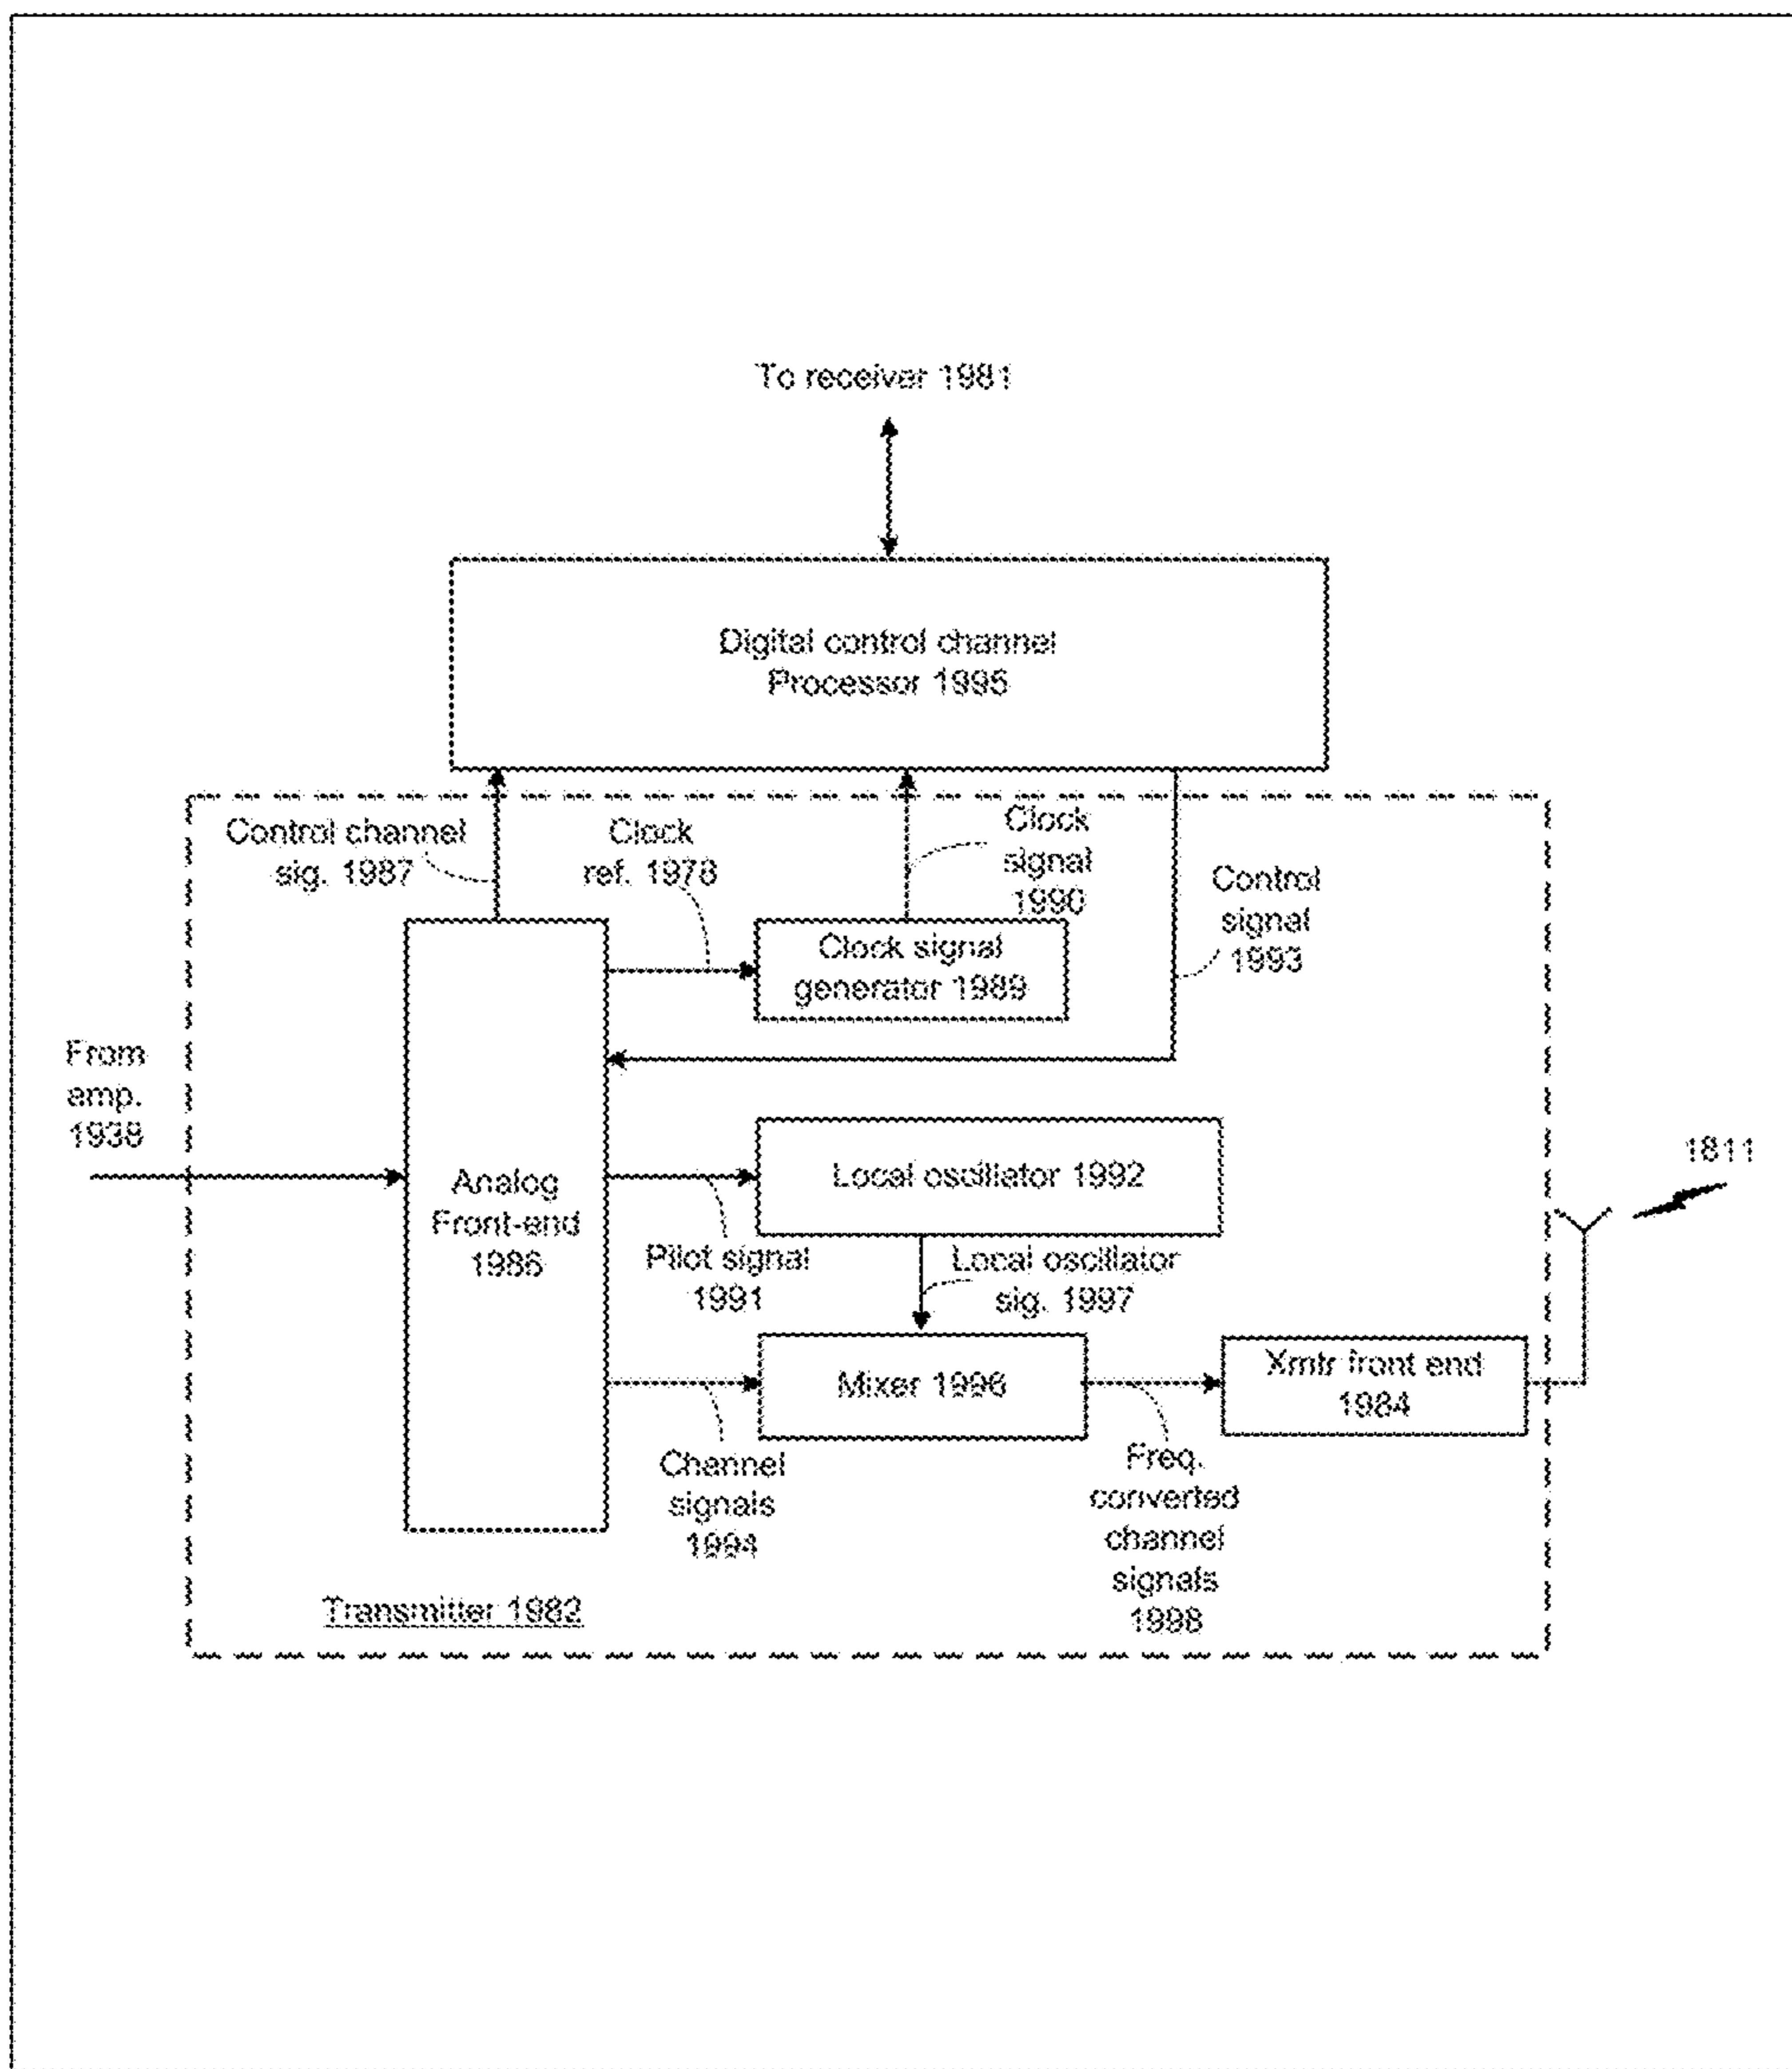 To receiver 1981
Digital control channel
Processor 1995
Control channel
sig. 1987
Clock
ref. 1978
Clock
signal
1990
Control
signal
1993
Clock signal
generator 1989
From
amp.
1938
Analog
Front-end
1986
Local oscillator 1992
1811
Pilot signal
1991
Local oscillator
sig. 1997
Mixer 1996
Xmtr front end
1984
Channel
signals
1994
Freq.
converted
channel
signals
1998
Transmitter 1982